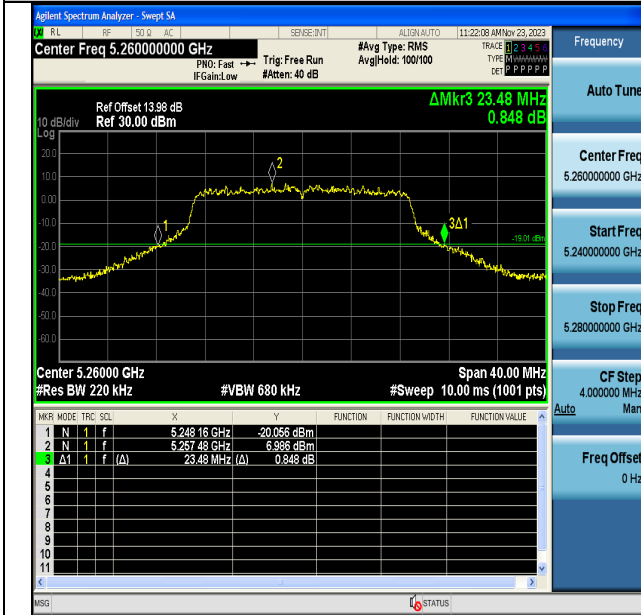 Agilent Spectrum Analyzer - Swept SA
RL RF 50 Ω AC SENSE:INT ALIGN AUTO 11:22:08 AM Nov 23, 2023
Center Freq 5.260000000 GHz
#Avg Type: RMS
TRACE 1 2 3 4 5 6
PNO: Fast
Trig: Free Run
Avg|Hold: 100/100
TYPE M
IFGain:Low
#Atten: 40 dB
DET P P P P P P
ΔMkr3 23.48 MHz
0.848 dB
Ref Offset 13.98 dB
10 dB/div Ref 30.00 dBm
Log
20.0
10.0
0.00
-10.0
-20.0
-30.0
-40.0
-50.0
-60.0
1
2
3Δ1
-19.01 dBm
Center 5.26000 GHz Span 40.00 MHz
#Res BW 220 kHz #VBW 680 kHz #Sweep 10.00 ms (1001 pts)
MKR MODE TRC SCL X Y FUNCTION FUNCTION WIDTH FUNCTION VALUE
1 N 1 f 5.248 16 GHz -20.056 dBm
2 N 1 f 5.257 48 GHz 6.986 dBm
3 Δ1 1 f (Δ) 23.48 MHz (Δ) 0.848 dB
4
5
6
7
8
9
10
11
MSG STATUS
Frequency
Auto Tune
Center Freq
5.260000000 GHz
Start Freq
5.240000000 GHz
Stop Freq
5.280000000 GHz
CF Step
4.000000 MHz
Auto Man
Freq Offset
0 Hz